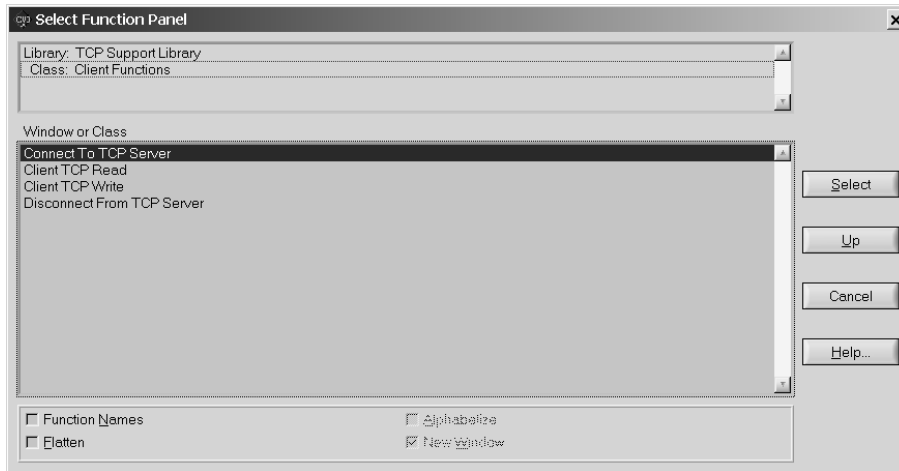 CVI Select Function Panel
Library: TCP Support Library
Class: Client Functions
Window or Class
Connect To TCP Server
Client TCP Read
Client TCP Write
Disconnect From TCP Server
Select
Up
Cancel
Help...
Function Names
Alphabetize
Flatten
New Window